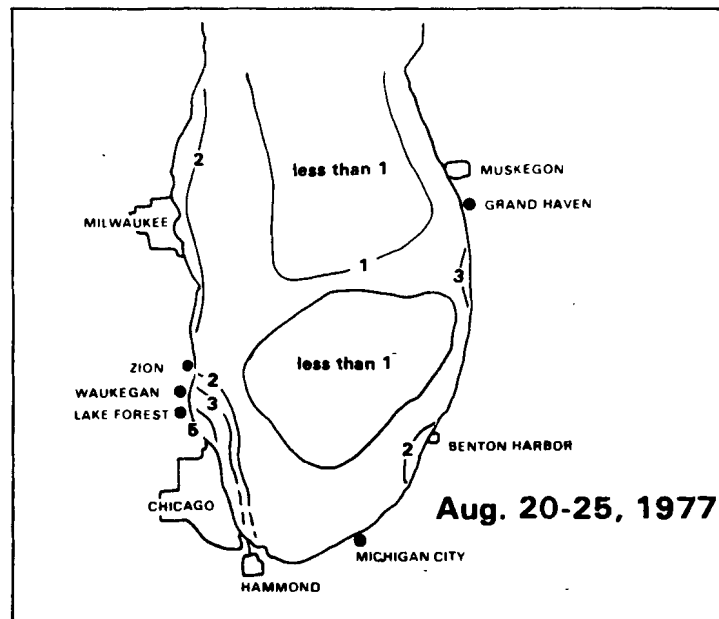 2
less than 1
MUSKEGON
GRAND HAVEN
MILWAUKEE
1
3
less than 1
ZION
2
WAUKEGAN
3
LAKE FOREST
5
2
BENTON HARBOR
CHICAGO
Aug. 20-25, 1977
MICHIGAN CITY
HAMMOND